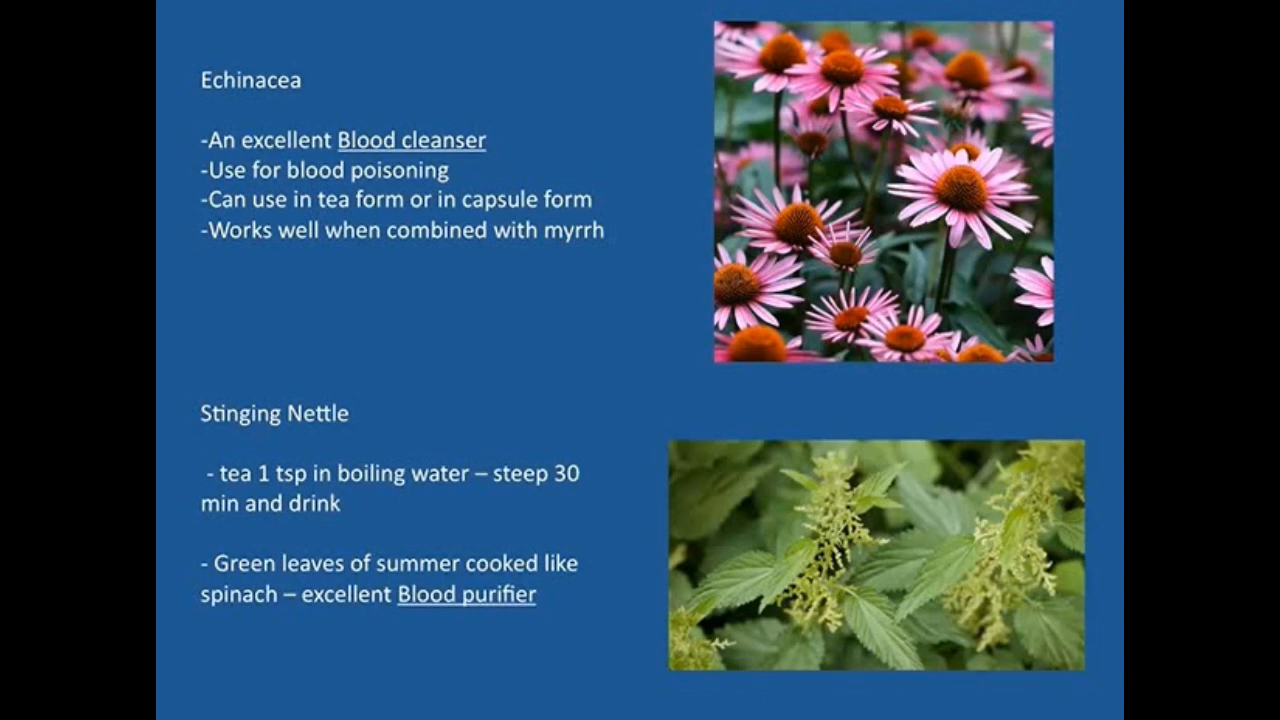 Echinacea
-An excellent Blood cleanser
-Use for blood poisoning
-Can use in tea form or in capsule form
-Works well when combined with myrrh
Stinging Nettle
- tea 1 tsp in boiling water – steep 30
min and drink
- Green leaves of summer cooked like
spinach – excellent Blood purifier